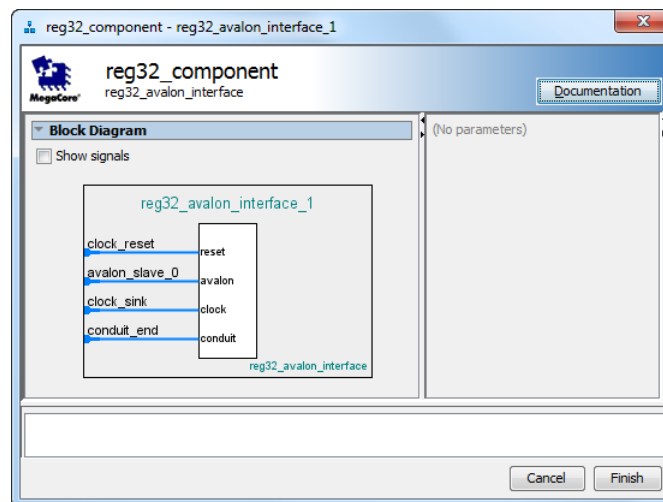 reg32_component - reg32_avalon_interface_1
MegaCore®
reg32_component
reg32_avalon_interface
Documentation
Block Diagram
Show signals
(No parameters)
reg32_avalon_interface_1
clock_reset
reset
avalon_slave_0
avalon
clock_sink
clock
conduit_end
conduit
reg32_avalon_interface
Cancel
Finish